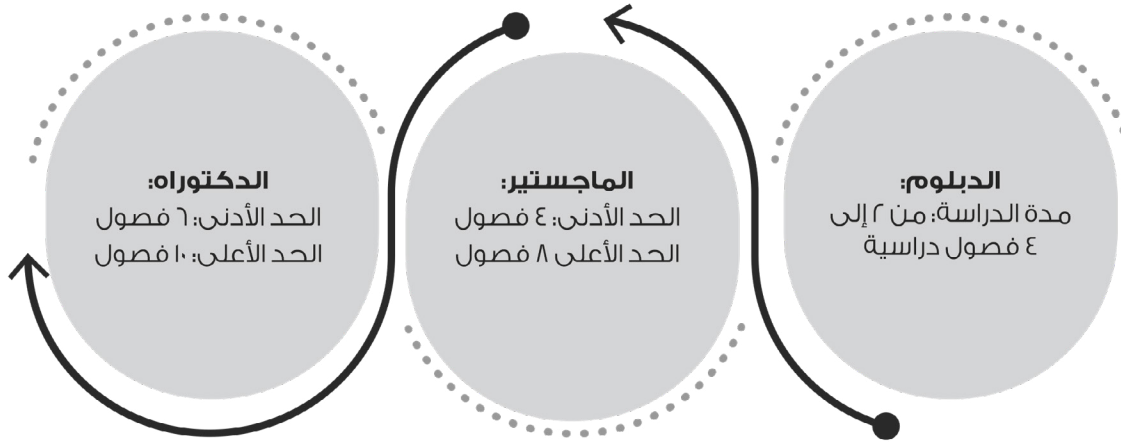 الدبلوم:
مدة الدراسة: من ٢ إلى
٤ فصول دراسية
الماجستير:
الحد الأدنى: ٤ فصول
الحد الأعلى ٨ فصول
الدكتوراه:
الحد الأدنى: ٦ فصول
الحد الأعلى: ١٠ فصول